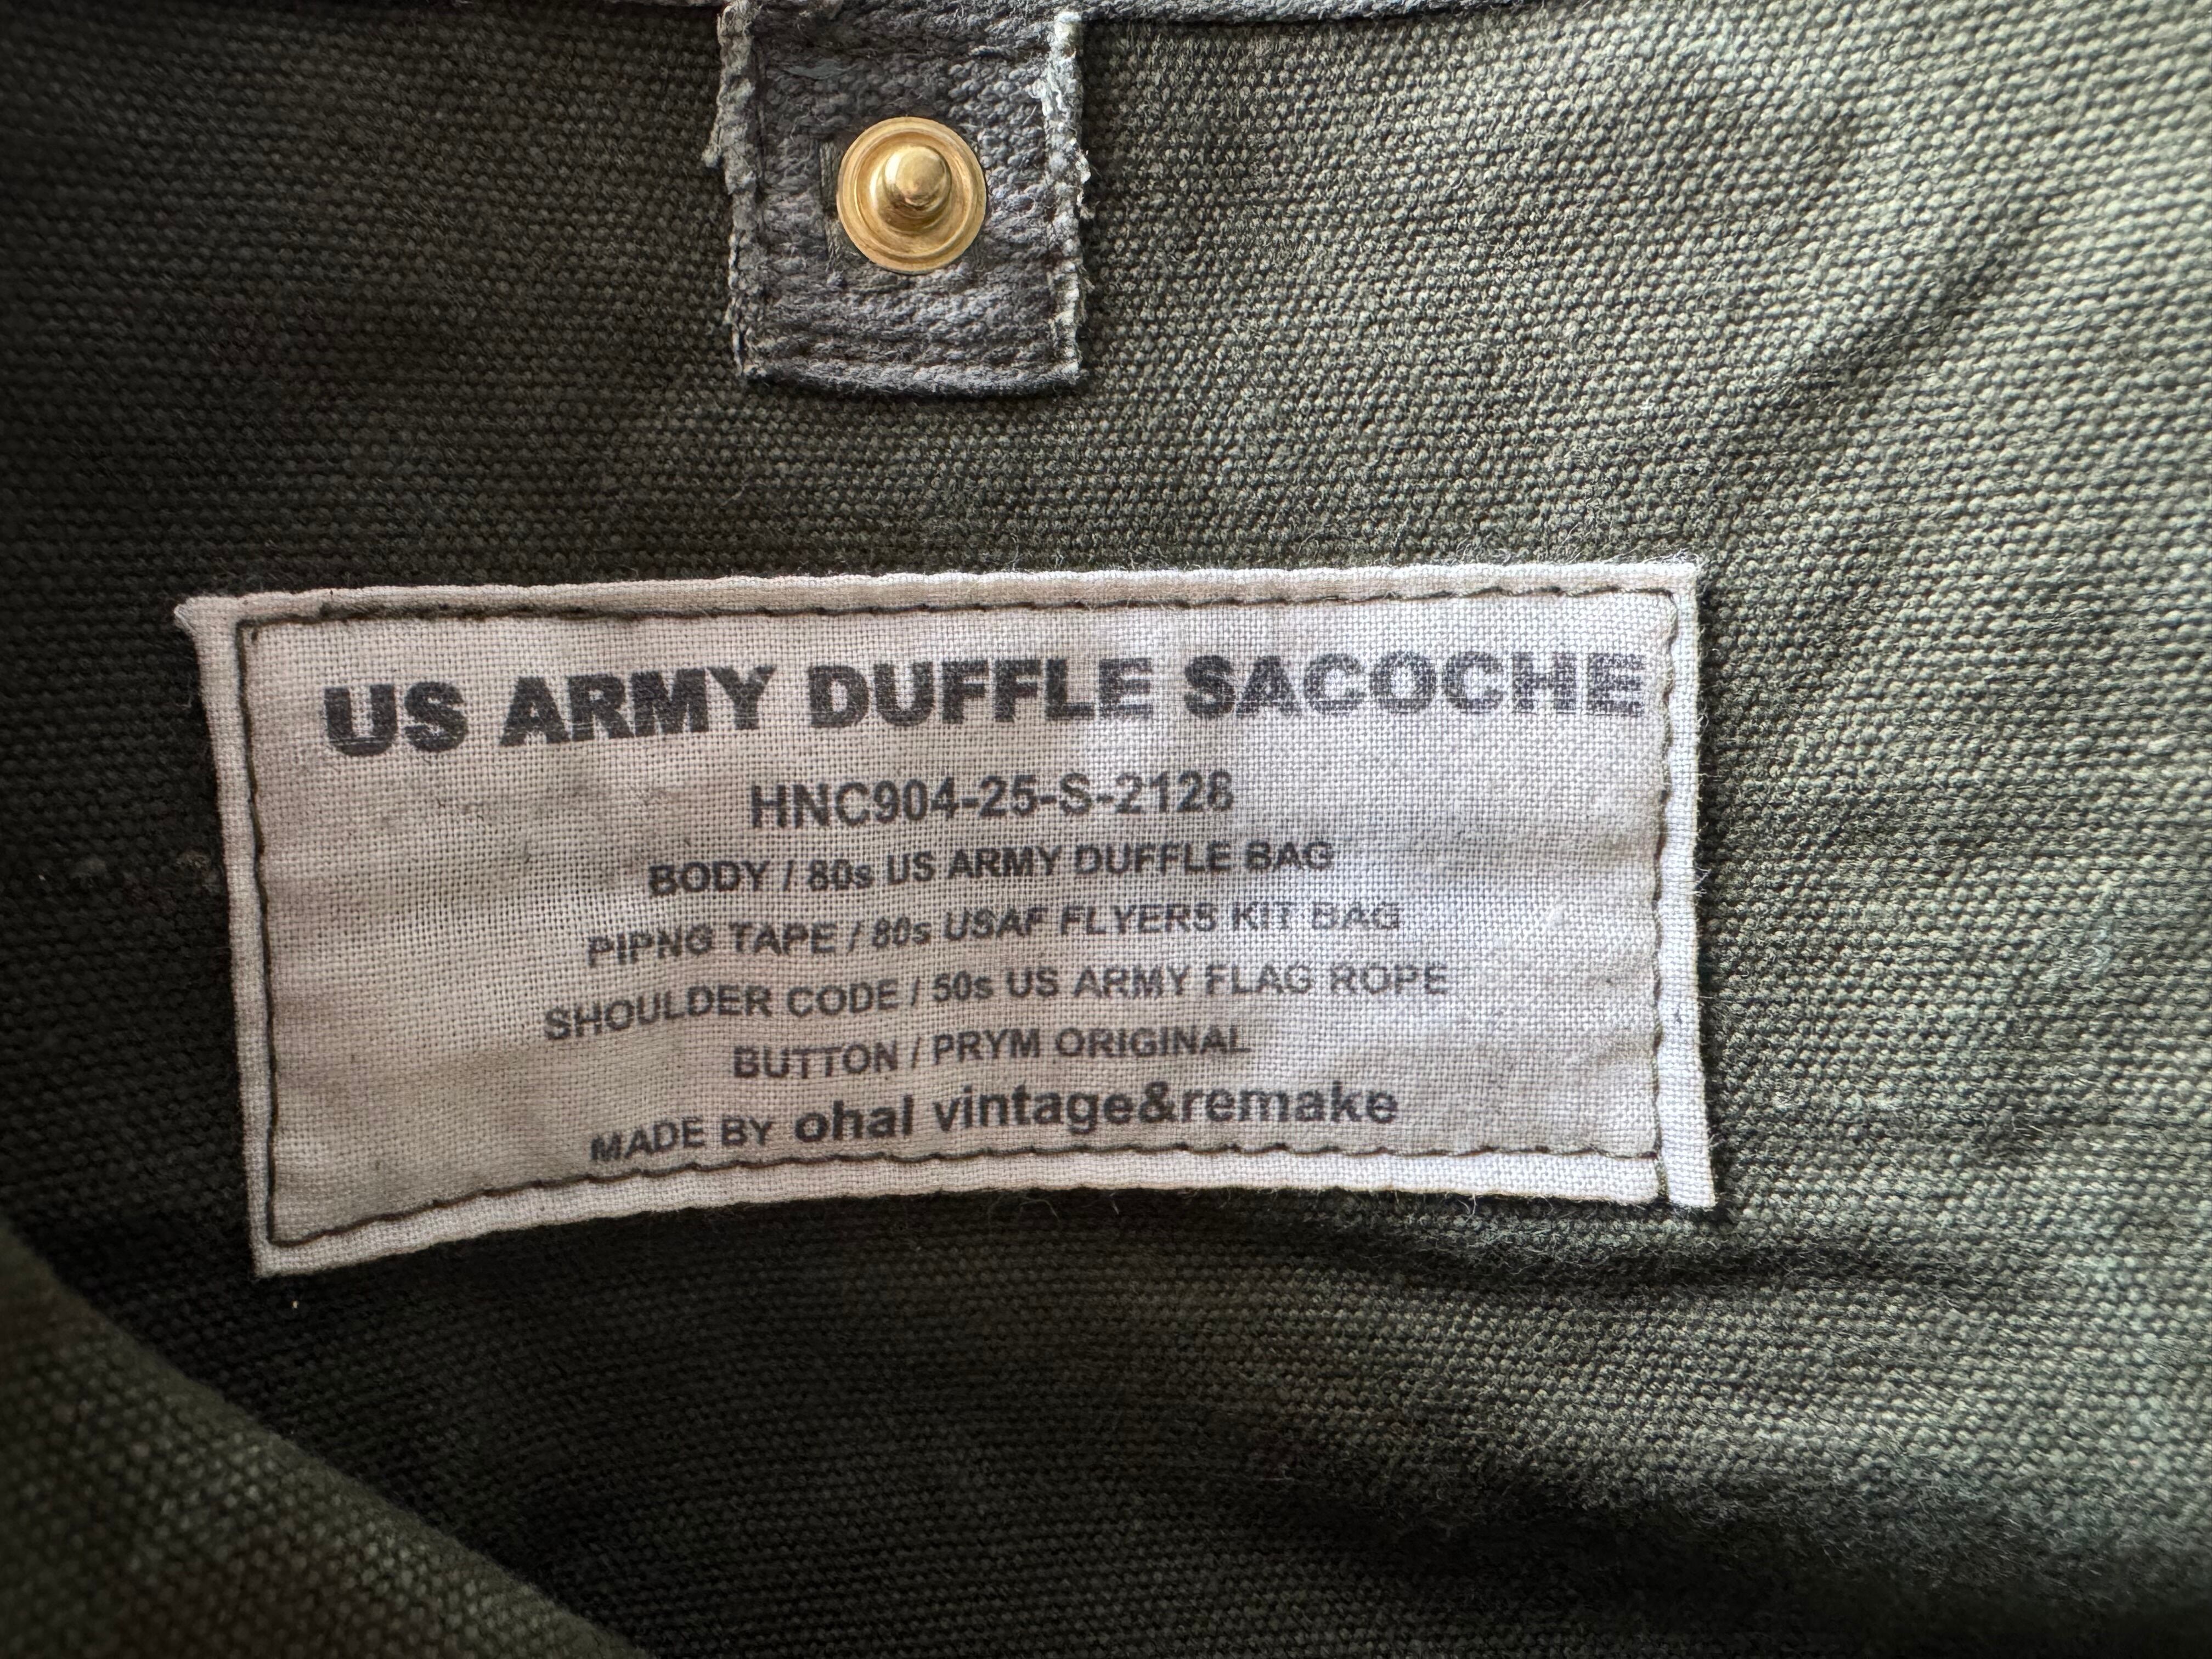 US ARMY DUFFLE SACOCHE
HNC904-25-S-2128
BODY / 80s US ARMY DUFFLE BAG
PIPNG TAPE / 80s USAF FLYERS KIT BAG
SHOULDER CODE / 50s US ARMY FLAG ROPE
BUTTON / PRYM ORIGINAL
MADE BY ohal vintage&remake